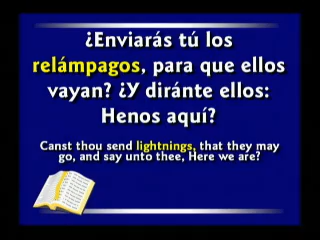 ¿Enviarás tú los
relámpagos, para que ellos
vayan? ¿Y diránte ellos:
Henos aquí?
Canst thou send lightnings, that they may
go, and say unto thee, Here we are?